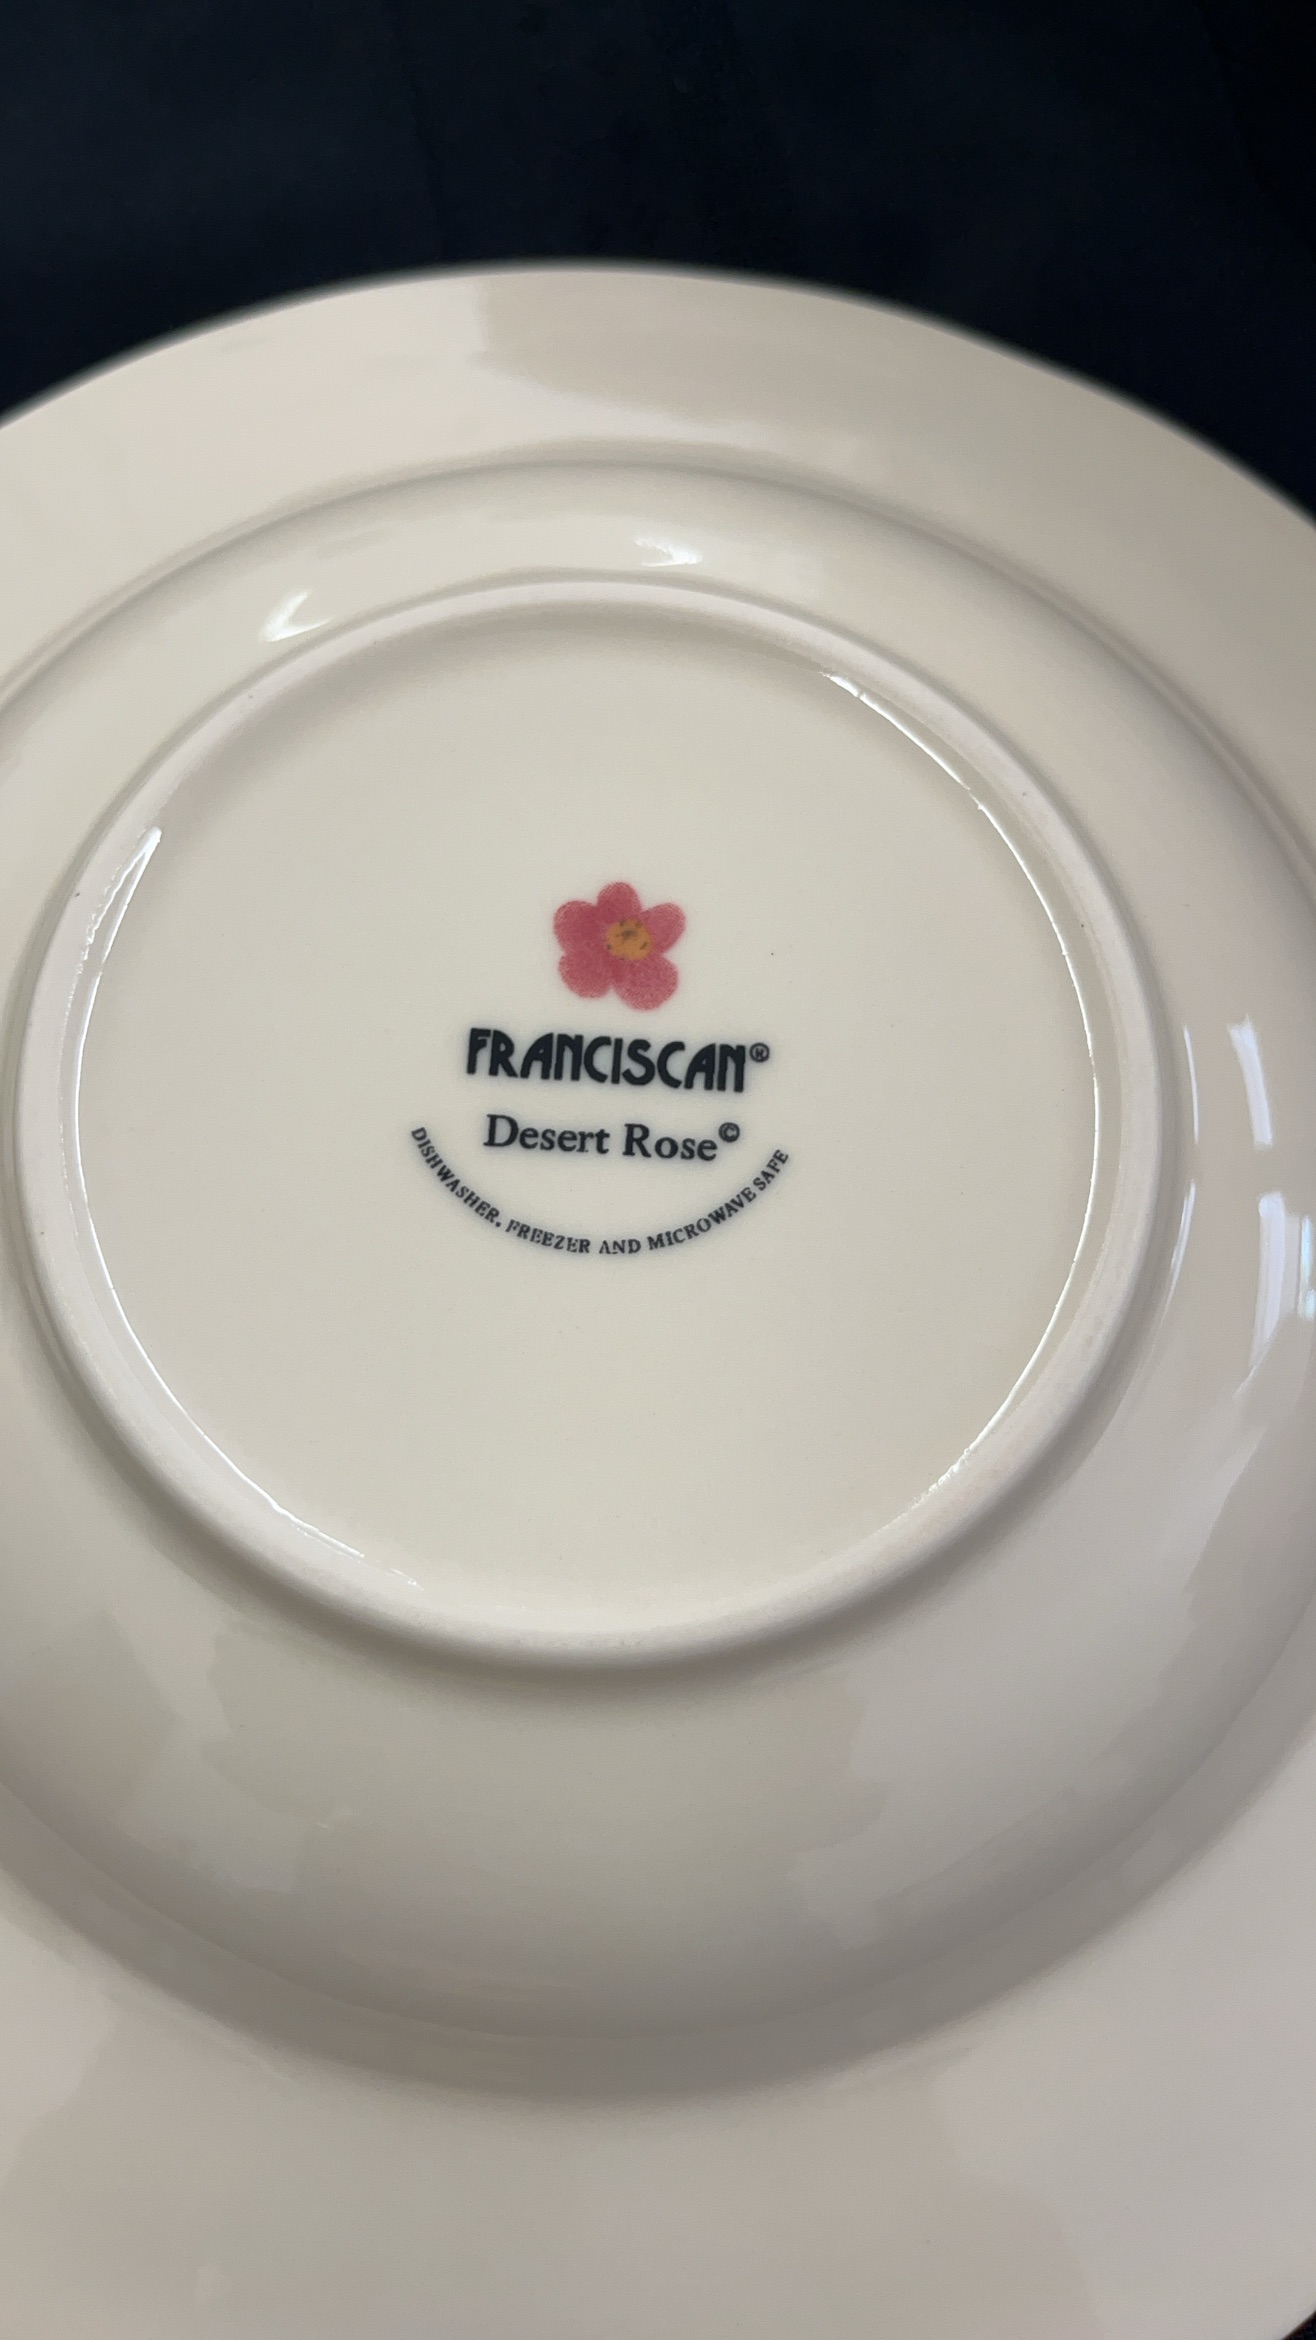 FRANCISCAN®
Desert Rose©
DISHWASHER, FREEZER AND MICROWAVE SAFE